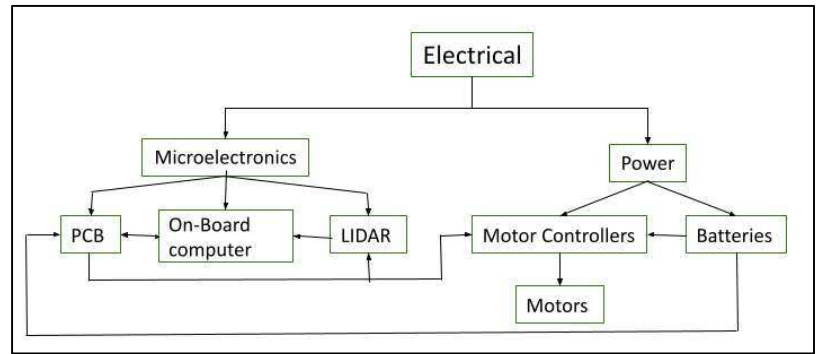 Electrical
Microelectronics
Power
PCB
On-Board
computer
LIDAR
Motor Controllers
Batteries
Motors